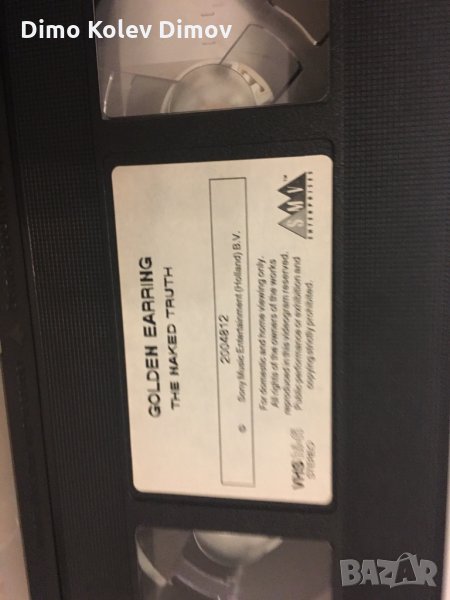 Dimo Kolev Dimov
GOLDEN EARRING
THE NAKED TRUTH
2004812
© Sony Music Entertainment (Holland) B.V.
For domestic and home viewing only.
All rights of the owners of the works
reproduced in this videogram reserved.
Public performance or exhibition and
copying strictly prohibited.
VHS
STEREO
SMV™
ENTERPRISES
BAZAR